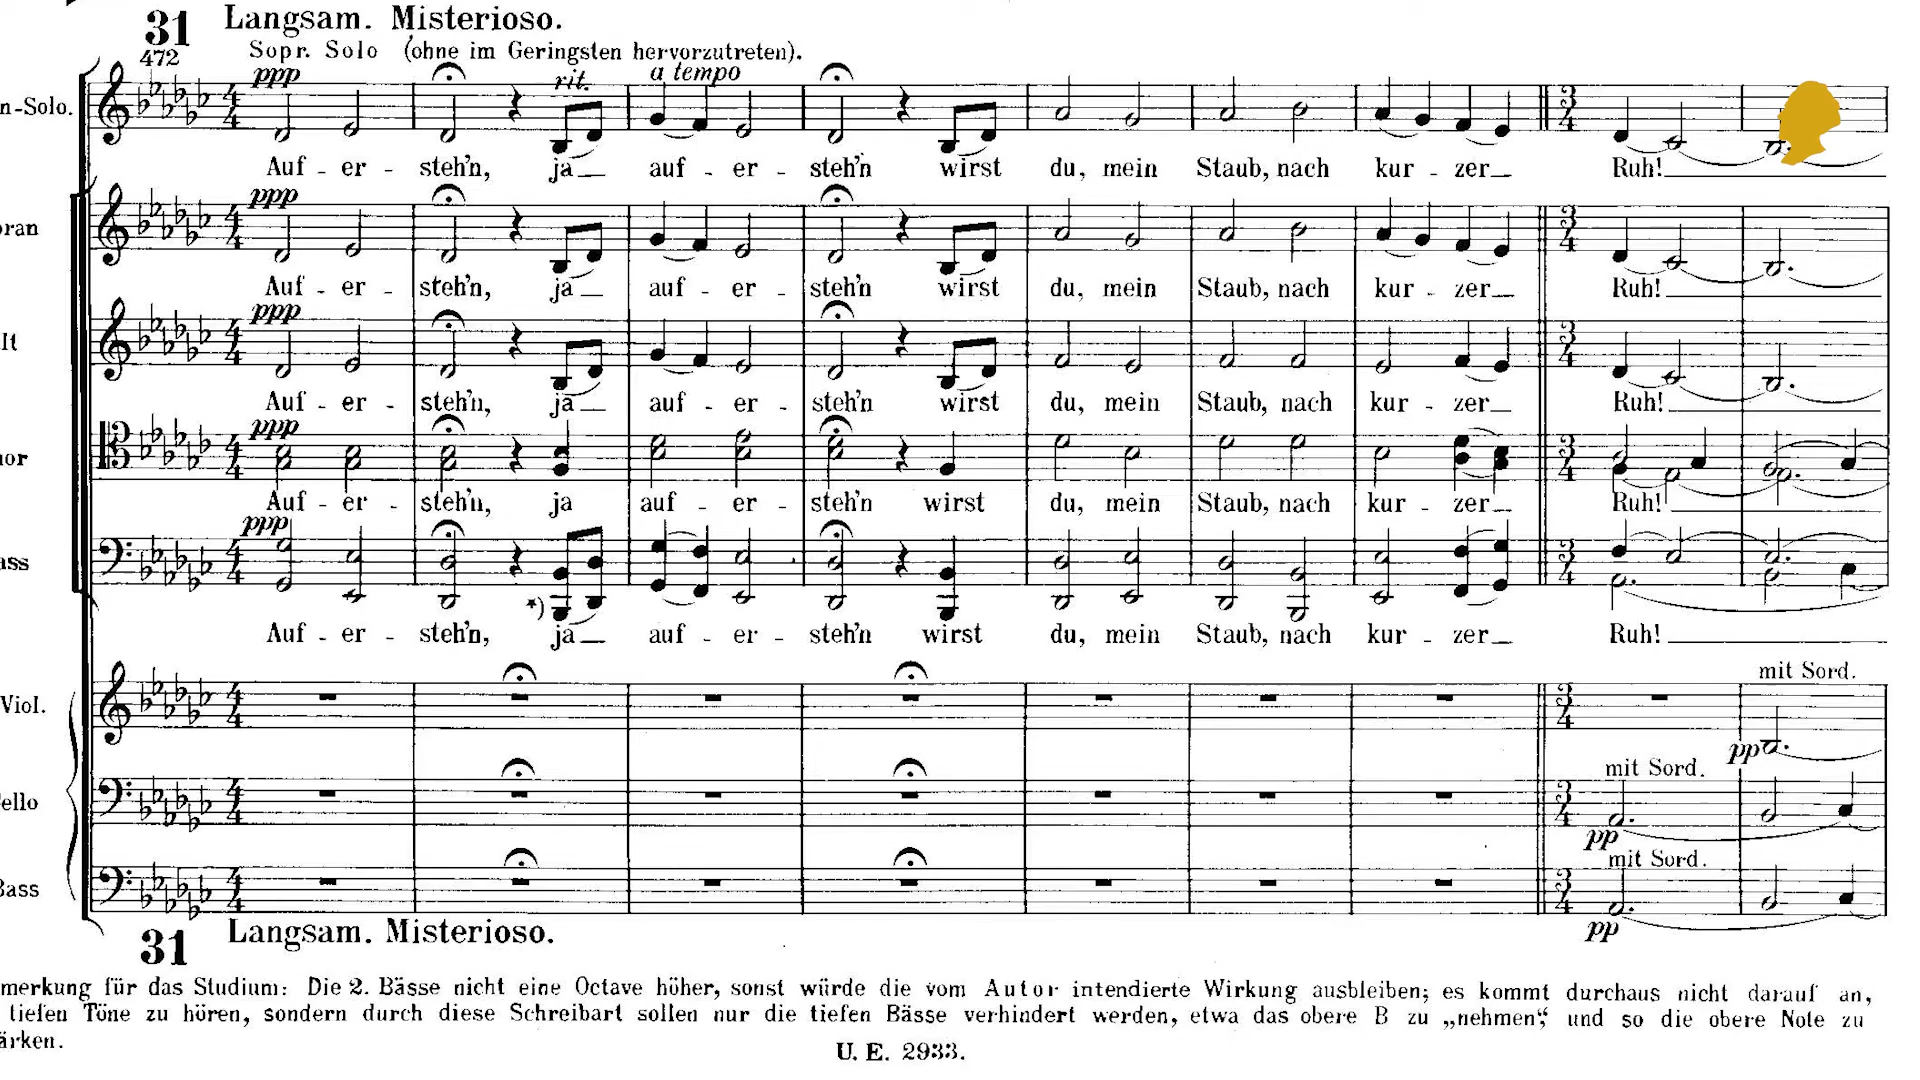 31 Langsam. Misterioso.
472 Sopr. Solo (ohne im Geringsten hervorzutreten).
ppp rit. a tempo
n-Solo.
Auf - er - steh'n, ja auf - er - steh'n wirst du, mein Staub, nach kur - zer Ruh!
ppp
ran
Auf - er - steh'n, ja auf - er - steh'n wirst du, mein Staub, nach kur - zer Ruh!
ppp
lt
Auf - er - steh'n, ja auf - er - steh'n wirst du, mein Staub, nach kur - zer Ruh!
ppp
or
Auf - er - steh'n, ja auf - er - steh'n wirst du, mein Staub, nach kur - zer Ruh!
ppp
ass
*)
Auf - er - steh'n, ja auf - er - steh'n wirst du, mein Staub, nach kur - zer Ruh!
mit Sord.
Viol.
pp
mit Sord.
ello
pp
mit Sord.
Bass
pp
31 Langsam. Misterioso.
merkung für das Studium: Die 2. Bässe nicht eine Octave höher, sonst würde die vom Autor intendierte Wirkung ausbleiben; es kommt durchaus nicht darauf an,
tiefen Töne zu hören, sondern durch diese Schreibart sollen nur die tiefen Bässe verhindert werden, etwa das obere B zu „nehmen“, und so die obere Note zu
ärken.
U. E. 2933.